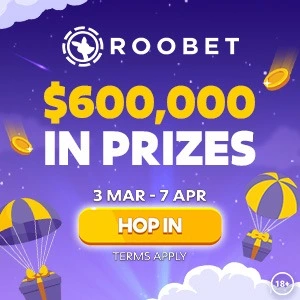 ROOBET
$600,000
IN PRIZES
3 MAR - 7 APR
HOP IN
TERMS APPLY
18+